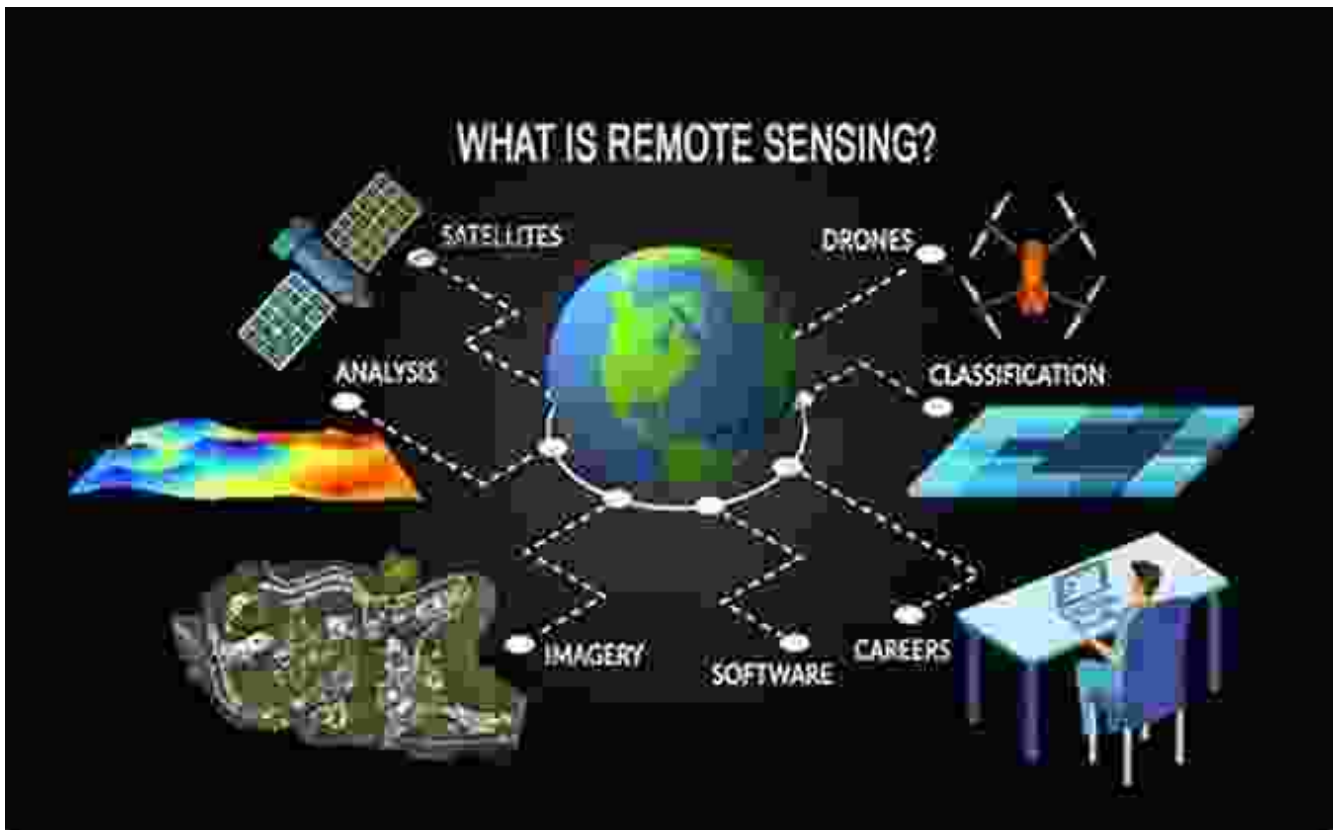 WHAT IS REMOTE SENSING?
SATELLITES
DRONES
ANALYSIS
CLASSIFICATION
IMAGERY
SOFTWARE
CAREERS